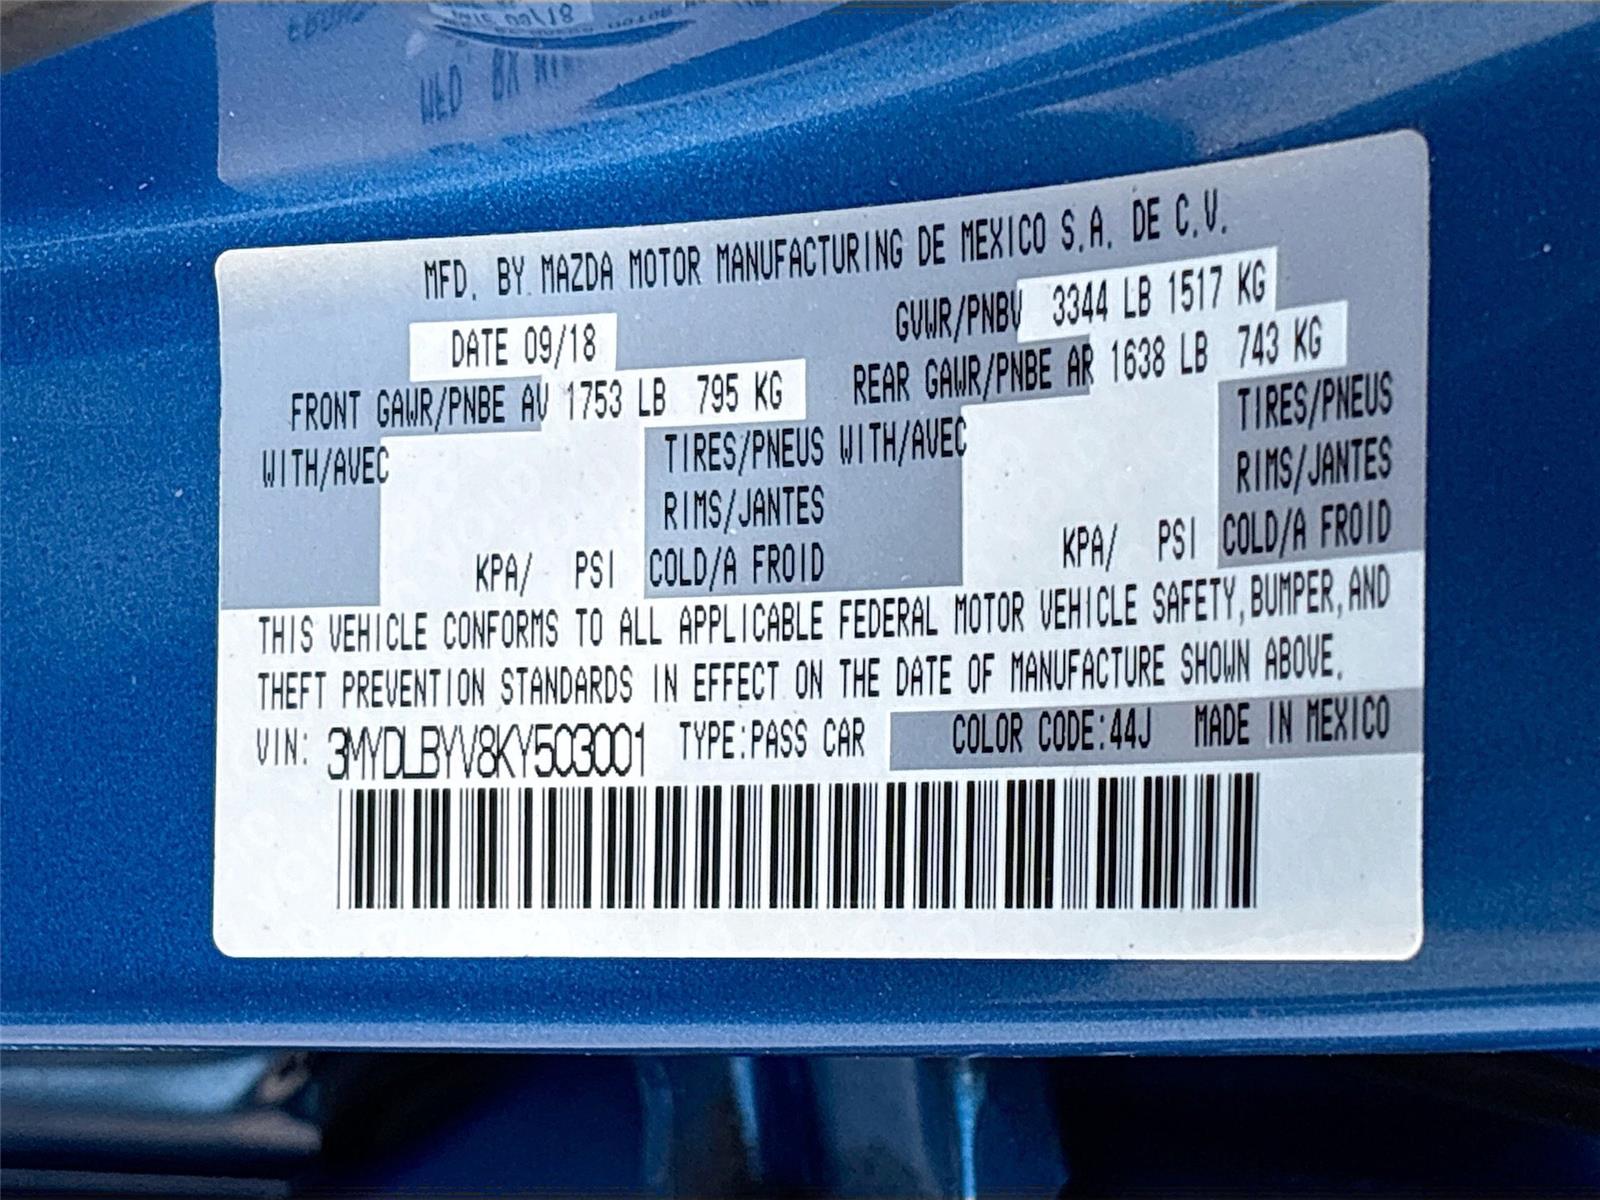 MFD. BY MAZDA MOTOR MANUFACTURING DE MEXICO S.A. DE C.V.
DATE 09/18 GVWR/PNBV 3344 LB 1517 KG
FRONT GAWR/PNBE AV 1753 LB 795 KG REAR GAWR/PNBE AR 1638 LB 743 KG
WITH/AVEC TIRES/PNEUS WITH/AVEC TIRES/PNEUS
RIMS/JANTES RIMS/JANTES
KPA/ PSI COLD/A FROID KPA/ PSI COLD/A FROID
THIS VEHICLE CONFORMS TO ALL APPLICABLE FEDERAL MOTOR VEHICLE SAFETY, BUMPER, AND
THEFT PREVENTION STANDARDS IN EFFECT ON THE DATE OF MANUFACTURE SHOWN ABOVE.
VIN: 3MYDLBYV8KY503001 TYPE:PASS CAR COLOR CODE:44J MADE IN MEXICO